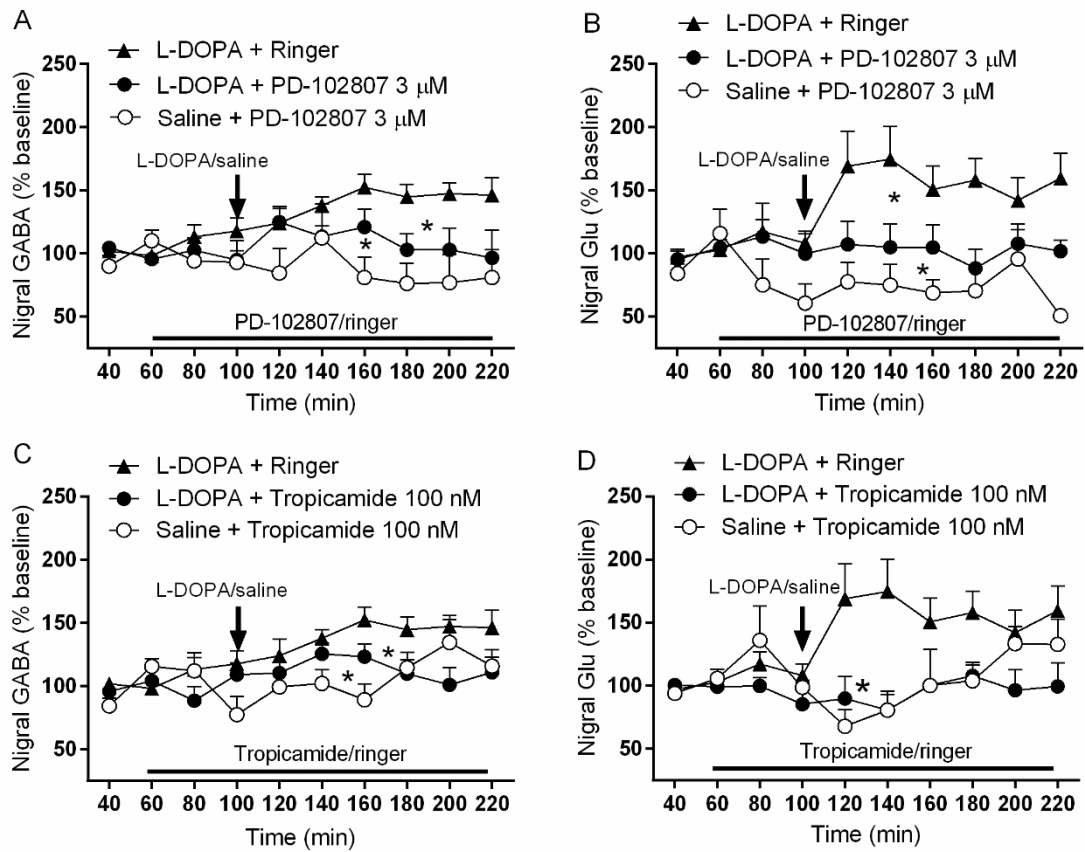 A
L-DOPA + Ringer
L-DOPA + PD-102807 3 μM
Saline + PD-102807 3 μM
Nigral GABA (% baseline)
250
200
150
100
50
L-DOPA/saline
*
*
PD-102807/ringer
40 60 80 100 120 140 160 180 200 220
Time (min)
B
L-DOPA + Ringer
L-DOPA + PD-102807 3 μM
Saline + PD-102807 3 μM
Nigral Glu (% baseline)
250
200
150
100
50
L-DOPA/saline
*
*
PD-102807/ringer
40 60 80 100 120 140 160 180 200 220
Time (min)
C
L-DOPA + Ringer
L-DOPA + Tropicamide 100 nM
Saline + Tropicamide 100 nM
Nigral GABA (% baseline)
250
200
150
100
50
L-DOPA/saline
*
*
Tropicamide/ringer
40 60 80 100 120 140 160 180 200 220
Time (min)
D
L-DOPA + Ringer
L-DOPA + Tropicamide 100 nM
Saline + Tropicamide 100 nM
Nigral Glu (% baseline)
250
200
150
100
50
L-DOPA/saline
*
Tropicamide/ringer
40 60 80 100 120 140 160 180 200 220
Time (min)